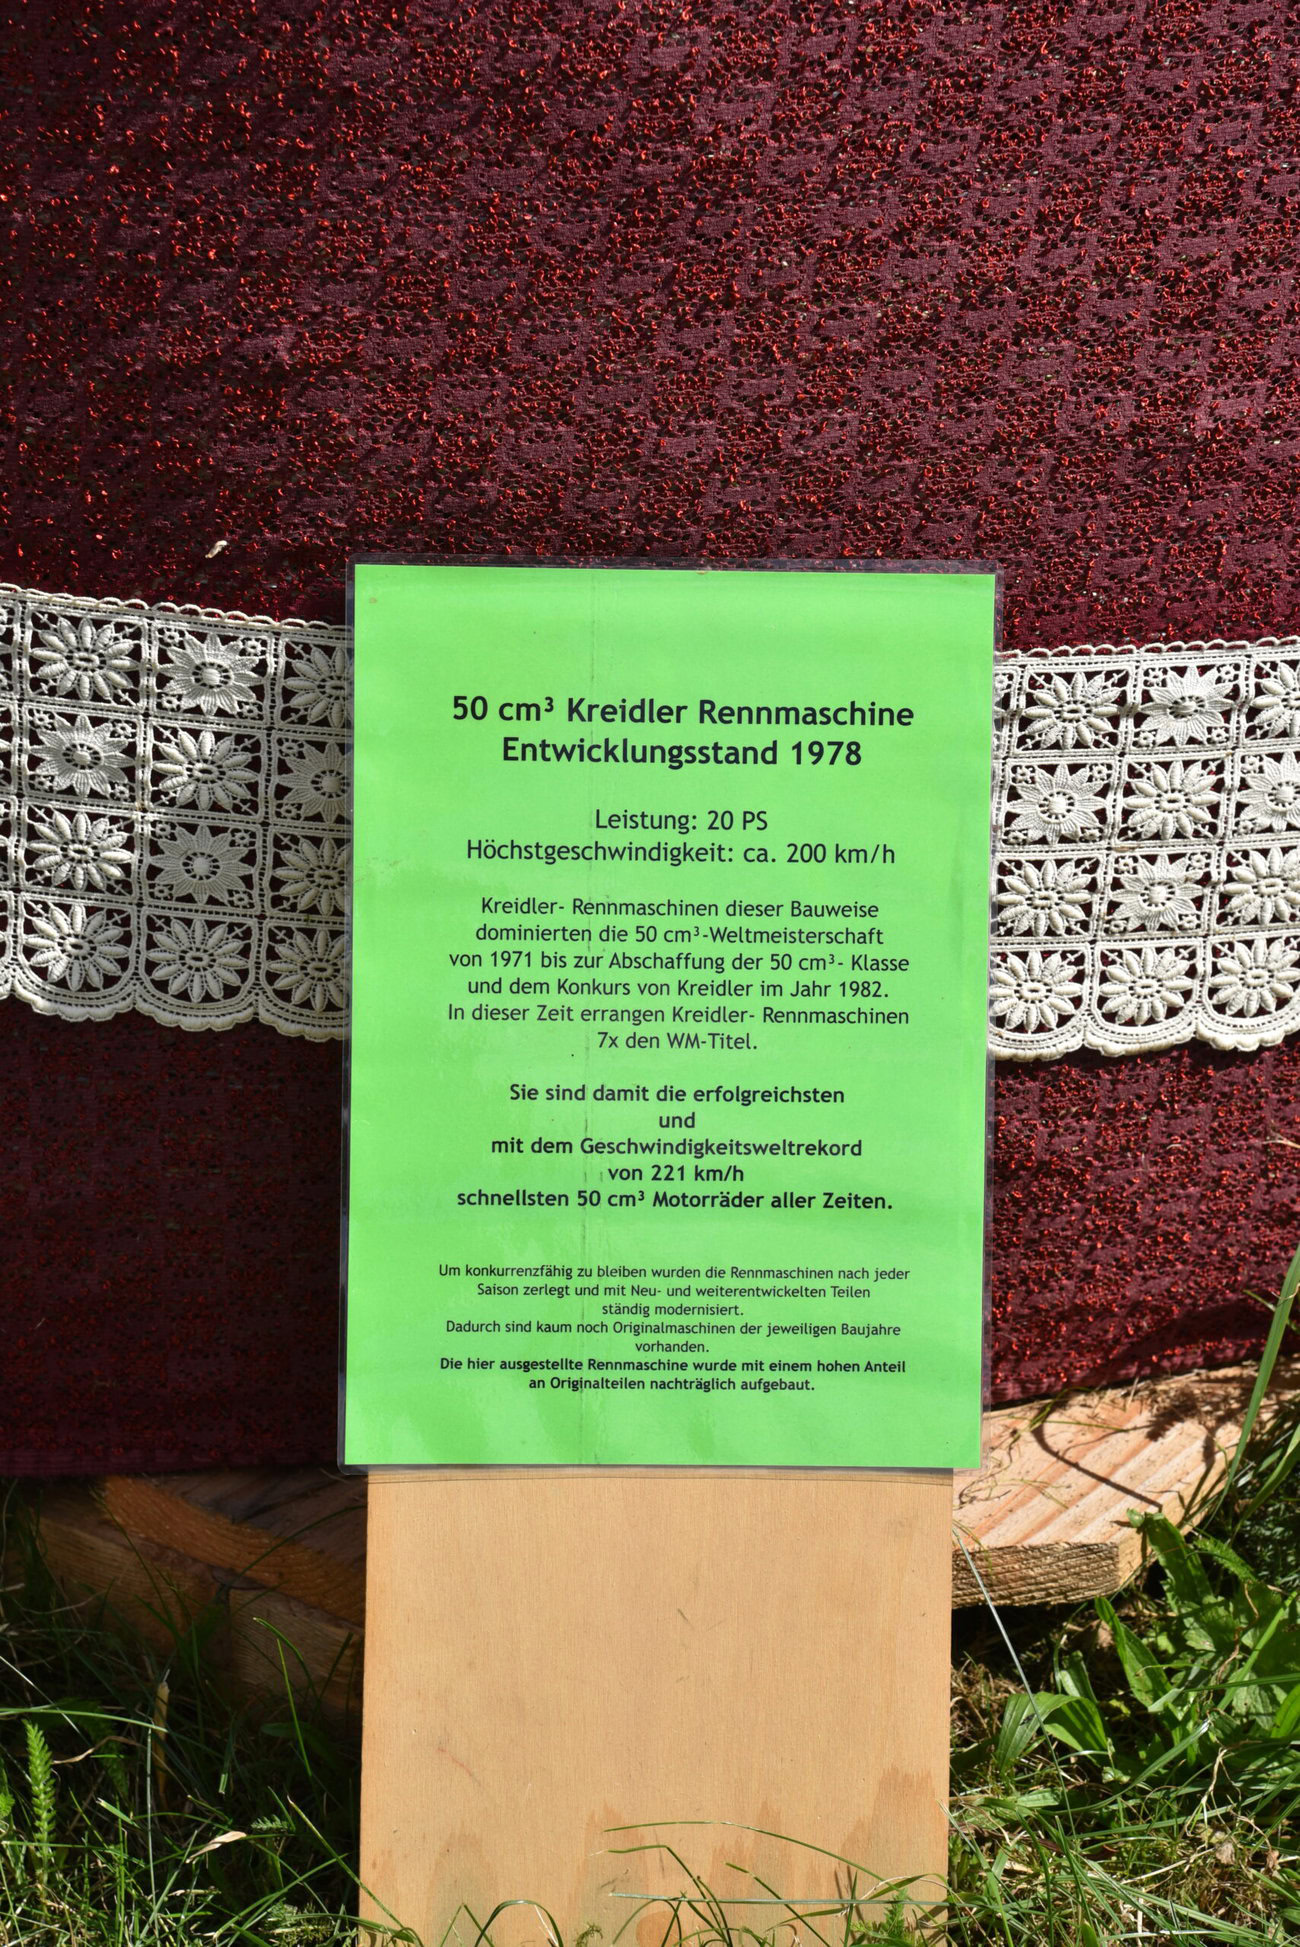 50 cm³ Kreidler Rennmaschine
Entwicklungsstand 1978
Leistung: 20 PS
Höchstgeschwindigkeit: ca. 200 km/h
Kreidler- Rennmaschinen dieser Bauweise
dominierten die 50 cm³-Weltmeisterschaft
von 1971 bis zur Abschaffung der 50 cm³- Klasse
und dem Konkurs von Kreidler im Jahr 1982.
In dieser Zeit errangen Kreidler- Rennmaschinen
7x den WM-Titel.
Sie sind damit die erfolgreichsten
und
mit dem Geschwindigkeitsweltrekord
von 221 km/h
schnellsten 50 cm³ Motorräder aller Zeiten.
Um konkurrenzfähig zu bleiben wurden die Rennmaschinen nach jeder
Saison zerlegt und mit Neu- und weiterentwickelten Teilen
ständig modernisiert.
Dadurch sind kaum noch Originalmaschinen der jeweiligen Baujahre
vorhanden.
Die hier ausgestellte Rennmaschine wurde mit einem hohen Anteil
an Originalteilen nachträglich aufgebaut.